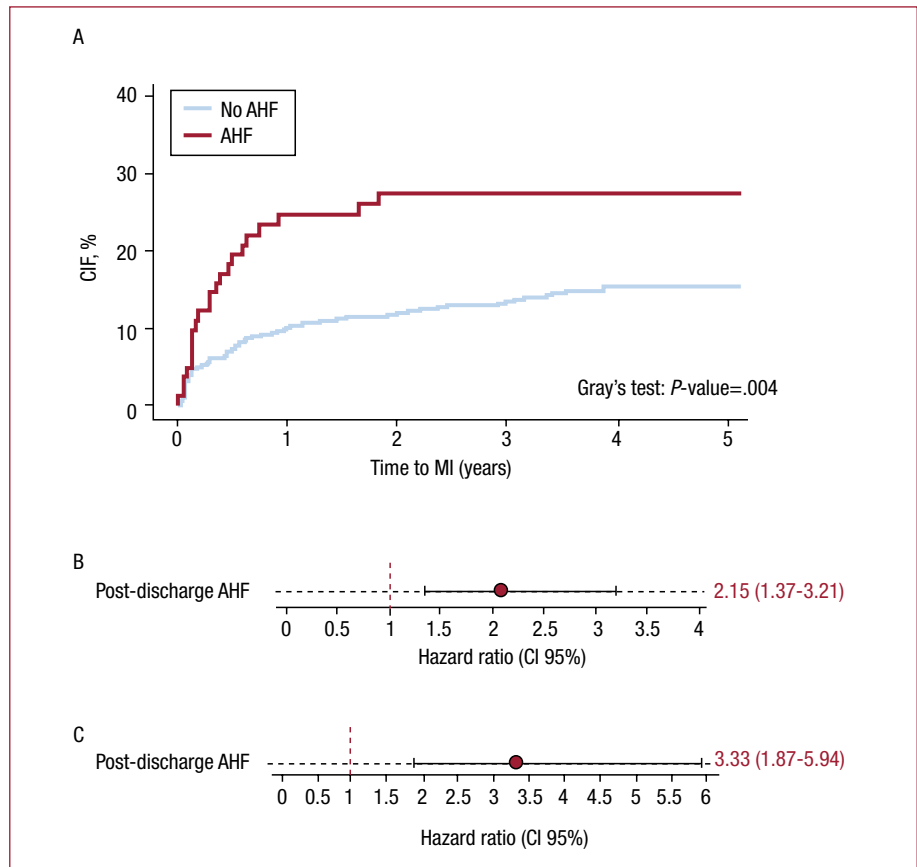 A
40
30
20
10
0
CIF, %
No AHF
AHF
Gray's test: P-value=.004
0 1 2 3 4 5
Time to MI (years)
B
Post-discharge AHF
2.15 (1.37-3.21)
0 0.5 1 1.5 2 2.5 3 3.5 4
Hazard ratio (CI 95%)
C
Post-discharge AHF
3.33 (1.87-5.94)
0 0.5 1 1.5 2 2.5 3 3.5 4 4.5 5 5.5 6
Hazard ratio (CI 95%)